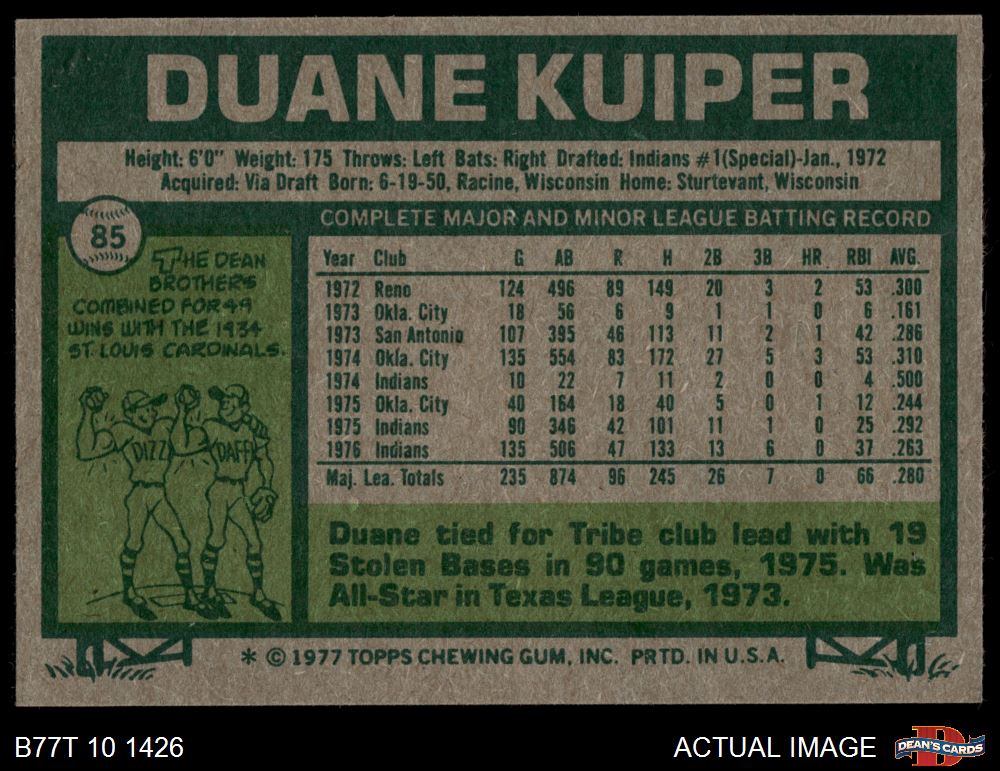 DUANE KUIPER
Height: 6'0" Weight: 175 Throws: Left Bats: Right Drafted: Indians #1(Special)-Jan., 1972
Acquired: Via Draft Born: 6-19-50, Racine, Wisconsin Home: Sturtevant, Wisconsin
85
THE DEAN
BROTHERS
COMBINED FOR 49
WINS WITH THE 1934
ST. LOUIS CARDINALS.
DIZZ
DAFF
COMPLETE MAJOR AND MINOR LEAGUE BATTING RECORD
Year Club G AB R H 2B 3B HR RBI AVG.
1972 Reno 124 496 89 149 20 3 2 53 .300
1973 Okla. City 18 56 6 9 1 1 0 6 .161
1973 San Antonio 107 395 46 113 11 2 1 42 .286
1974 Okla. City 135 554 83 172 27 5 3 53 .310
1974 Indians 10 22 7 11 2 0 0 4 .500
1975 Okla. City 40 164 18 40 5 0 1 12 .244
1975 Indians 90 346 42 101 11 1 0 25 .292
1976 Indians 135 506 47 133 13 6 0 37 .263
Maj. Lea. Totals 235 874 96 245 26 7 0 66 .280
Duane tied for Tribe club lead with 19
Stolen Bases in 90 games, 1975. Was
All-Star in Texas League, 1973.
* © 1977 TOPPS CHEWING GUM, INC. PRTD. IN U.S.A.
B77T 10 1426
ACTUAL IMAGE
D
DEAN'S CARDS